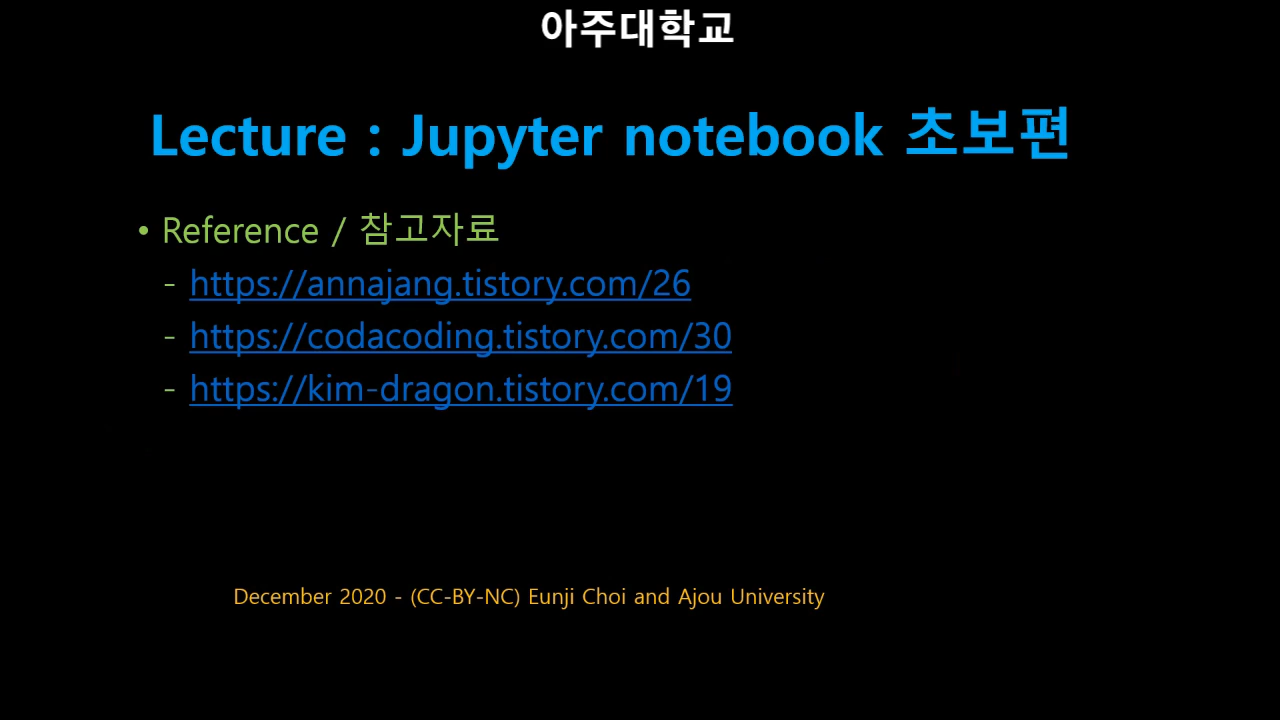 아주대학교
Lecture : Jupyter notebook 초보편
• Reference / 참고자료
- https://annajang.tistory.com/26
- https://codacoding.tistory.com/30
- https://kim-dragon.tistory.com/19
December 2020 - (CC-BY-NC) Eunji Choi and Ajou University